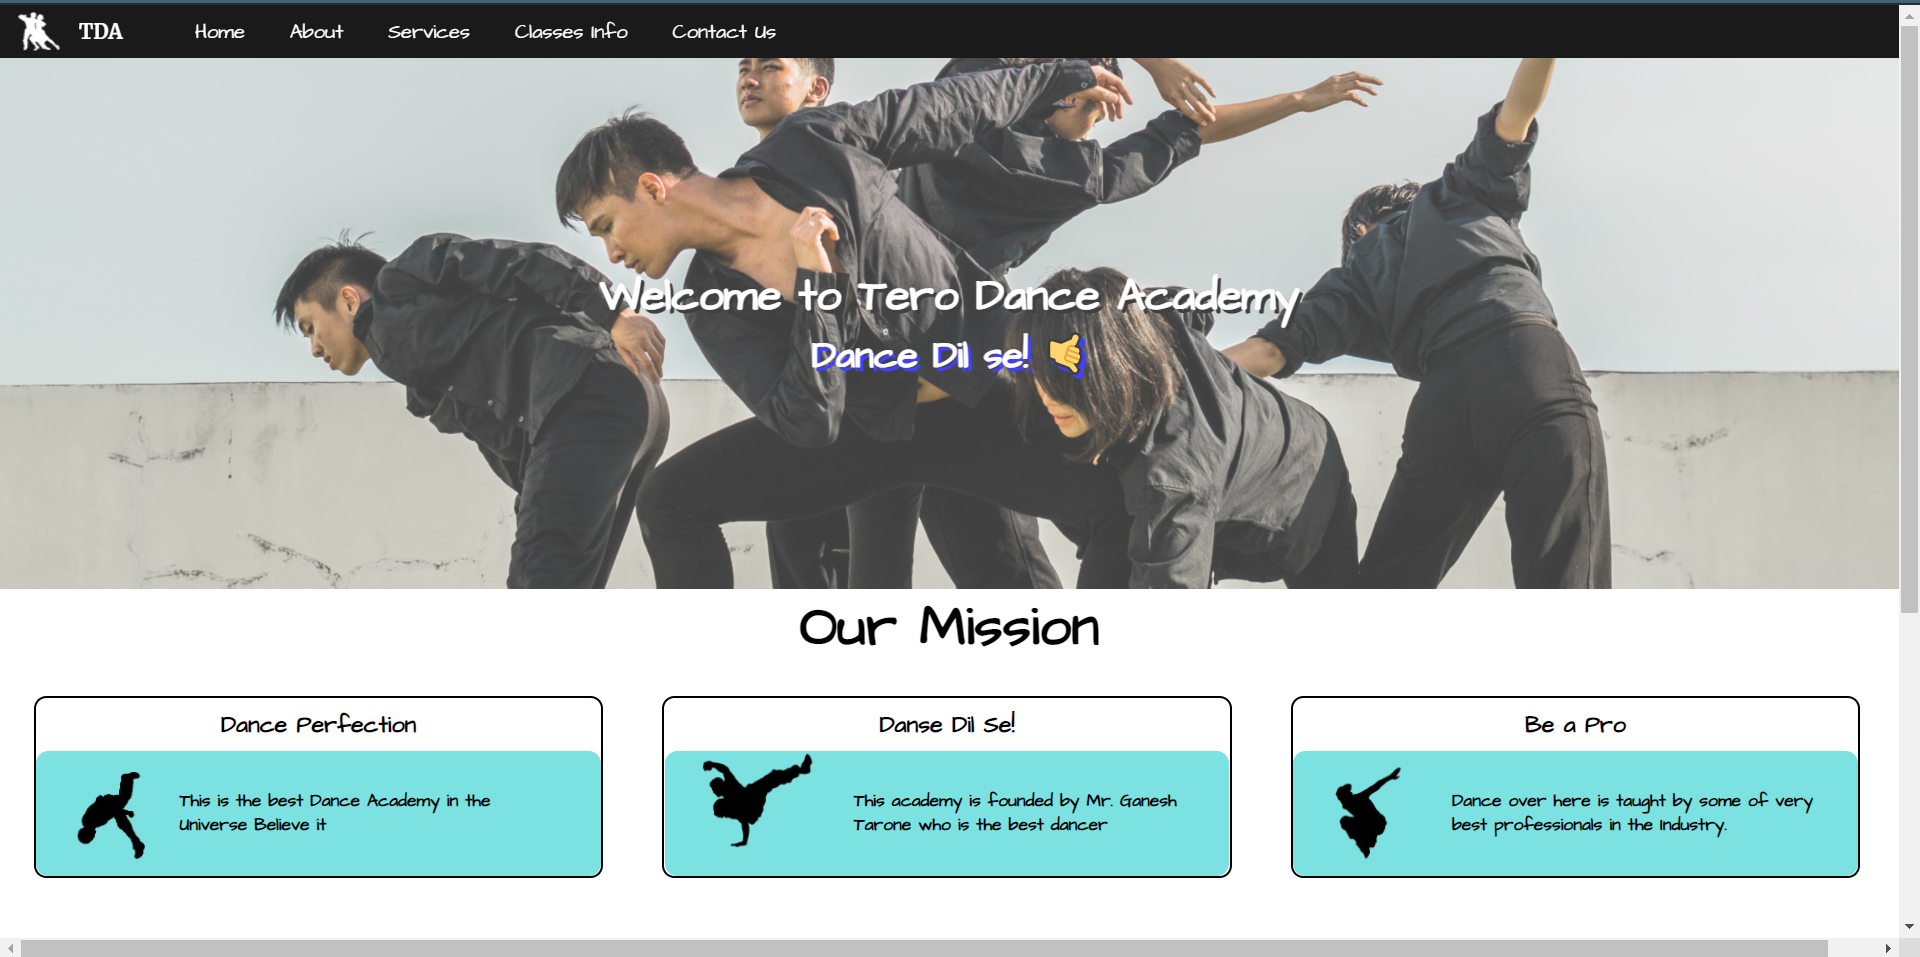 TDA Home About Services Classes Info Contact Us
Welcome to Tero Dance Academy
Dance Dil se! 🤙
Our Mission
Dance Perfection
This is the best Dance Academy in the
Universe Believe it
Danse Dil Se!
This academy is founded by Mr. Ganesh
Tarone who is the best dancer
Be a Pro
Dance over here is taught by some of very
best professionals in the Industry.